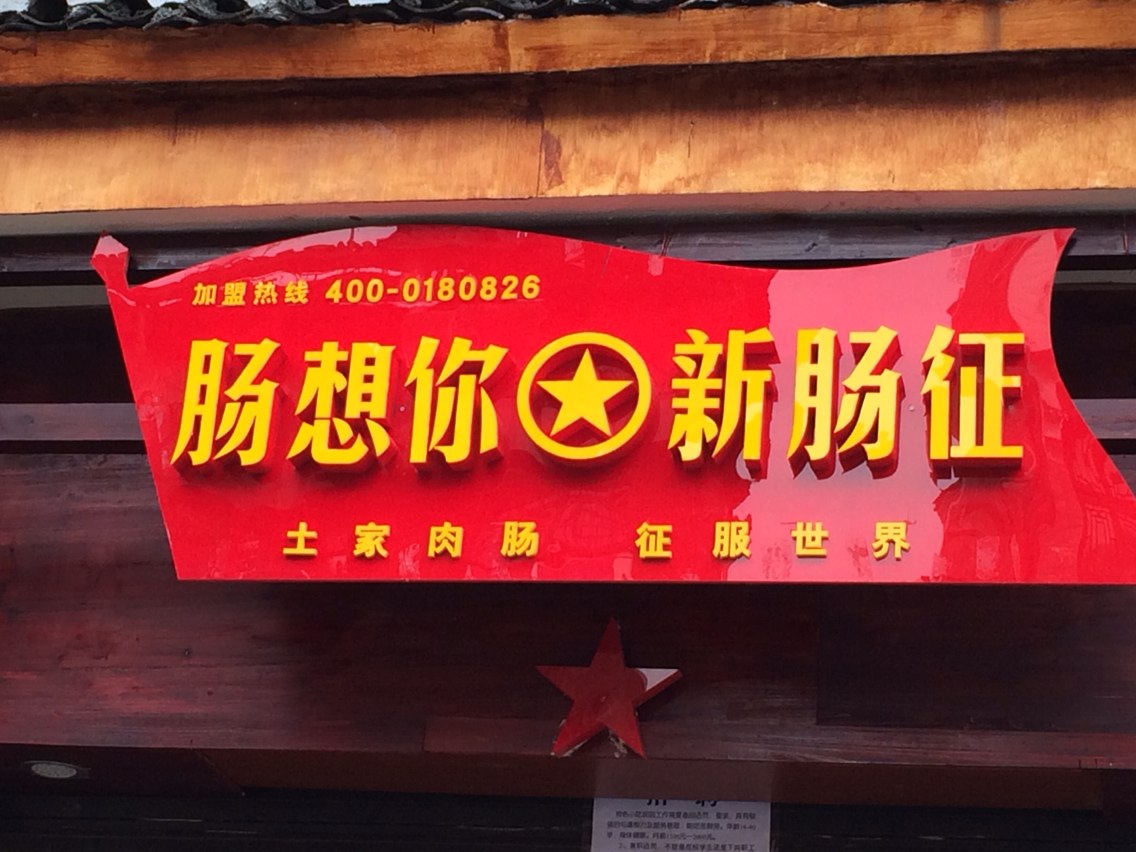 加盟热线 400-0180826
肠想你 新肠征
土家肉肠 征服世界